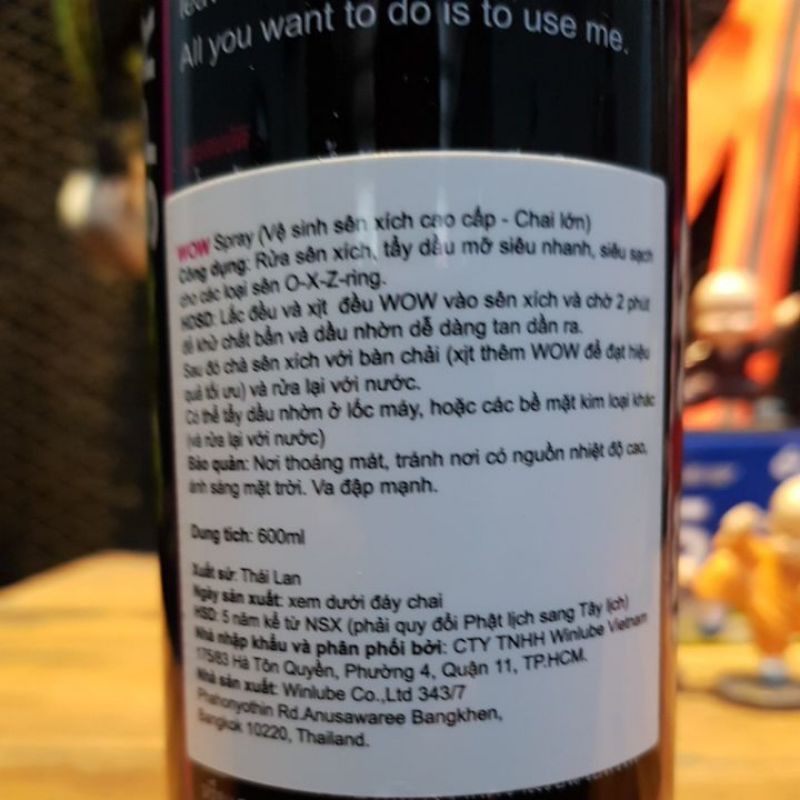 All you want to do is to use me.
WOW Spray (Vệ sinh sên xích cao cấp - Chai lớn)
Công dụng: Rửa sên xích, tẩy dầu mỡ siêu nhanh, siêu sạch
cho các loại sên O-X-Z-ring.
HDSD: Lắc đều và xịt đều WOW vào sên xích và chờ 2 phút
để khử chất bẩn và dầu nhờn dễ dàng tan dần ra.
Sau đó chà sên xích với bàn chải (xịt thêm WOW để đạt hiệu
quả tối ưu) và rửa lại với nước.
Có thể tẩy dầu nhờn ở lốc máy, hoặc các bề mặt kim loại khác
(và rửa lại với nước)
Bảo quản: Nơi thoáng mát, tránh nơi có nguồn nhiệt độ cao,
ánh sáng mặt trời. Va đập mạnh.
Dung tích: 600ml
Xuất sứ: Thái Lan
Ngày sản xuất: xem dưới đáy chai
HSD: 5 năm kể từ NSX (phải quy đổi Phật lịch sang Tây lịch)
Nhà nhập khẩu và phân phối bởi: CTY TNHH Winlube Vietnam
175/83 Hà Tôn Quyền, Phường 4, Quận 11, TP.HCM.
Nhà sản xuất: Winlube Co.,Ltd 343/7
Phahonyothin Rd.Anusawaree Bangkhen,
Bangkok 10220, Thailand.